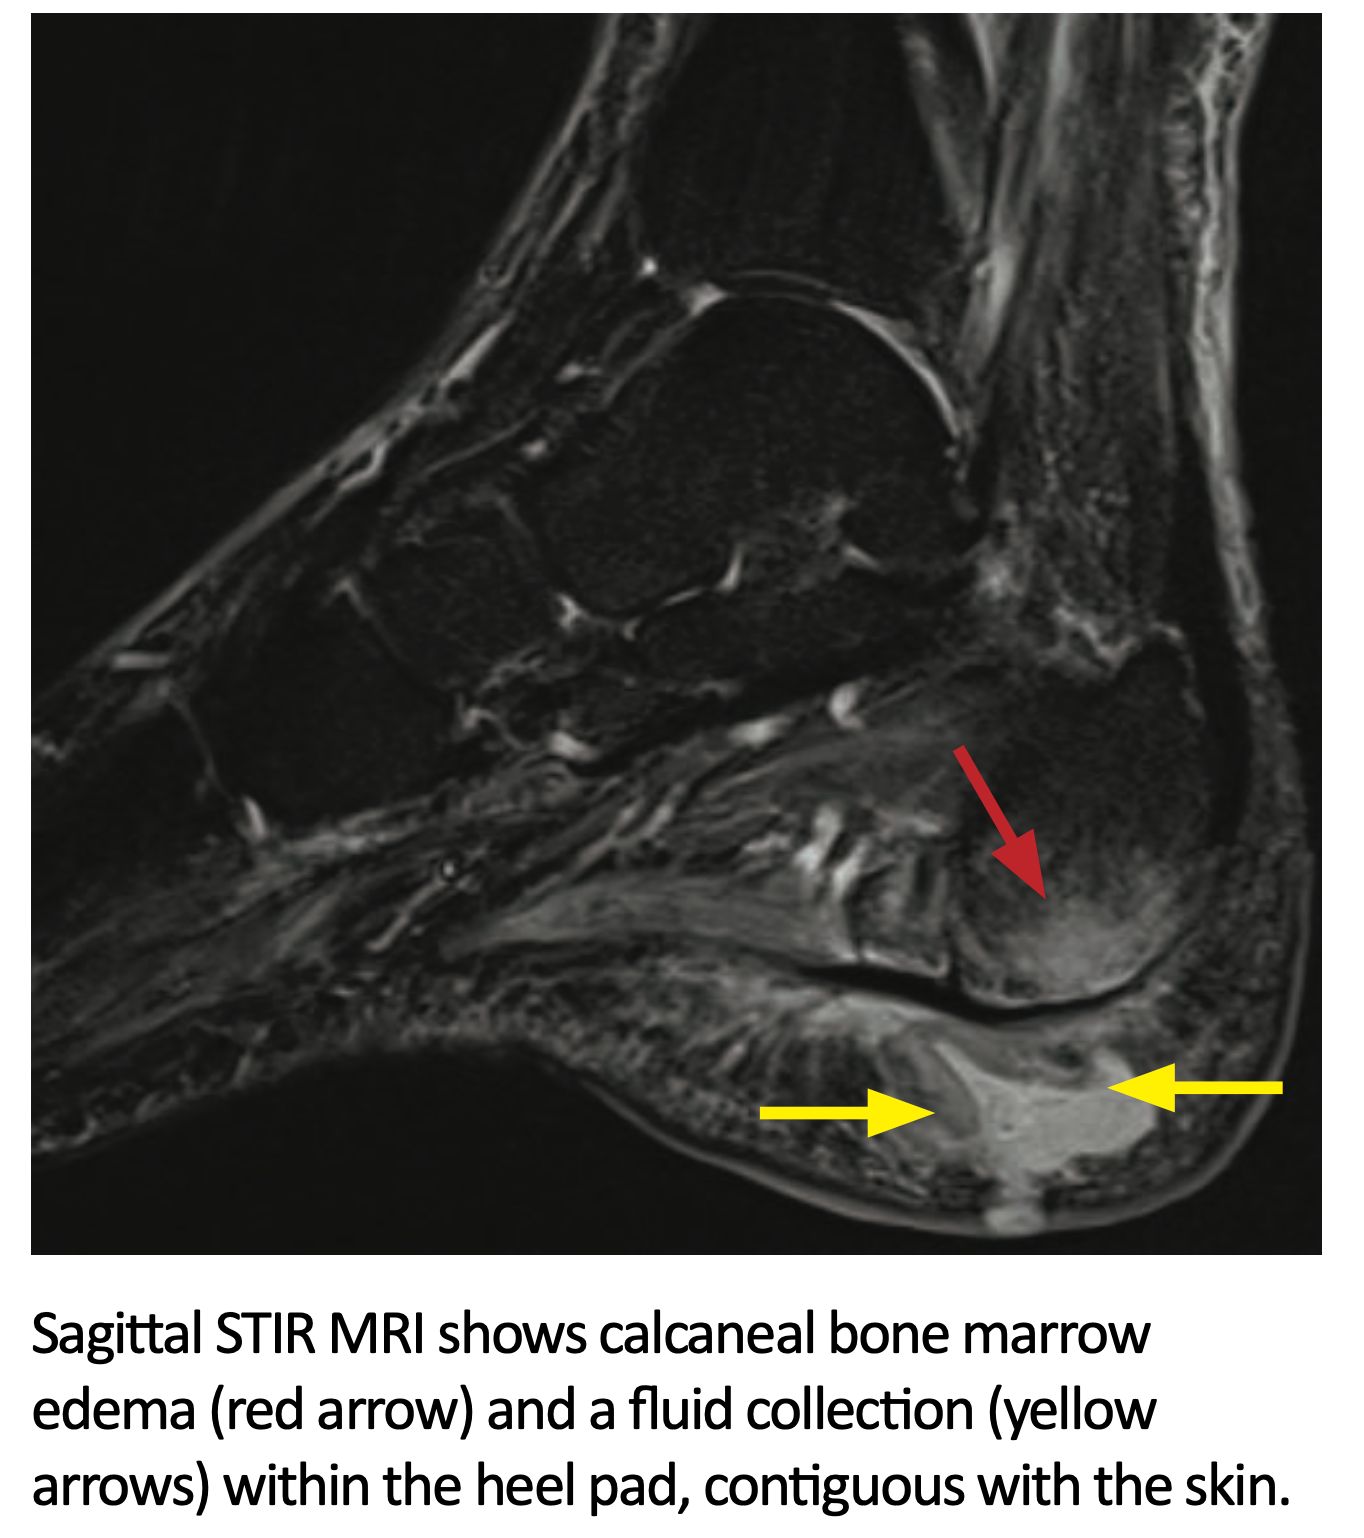 Sagittal STIR MRI shows calcaneal bone marrow
edema (red arrow) and a fluid collection (yellow
arrows) within the heel pad, contiguous with the skin.